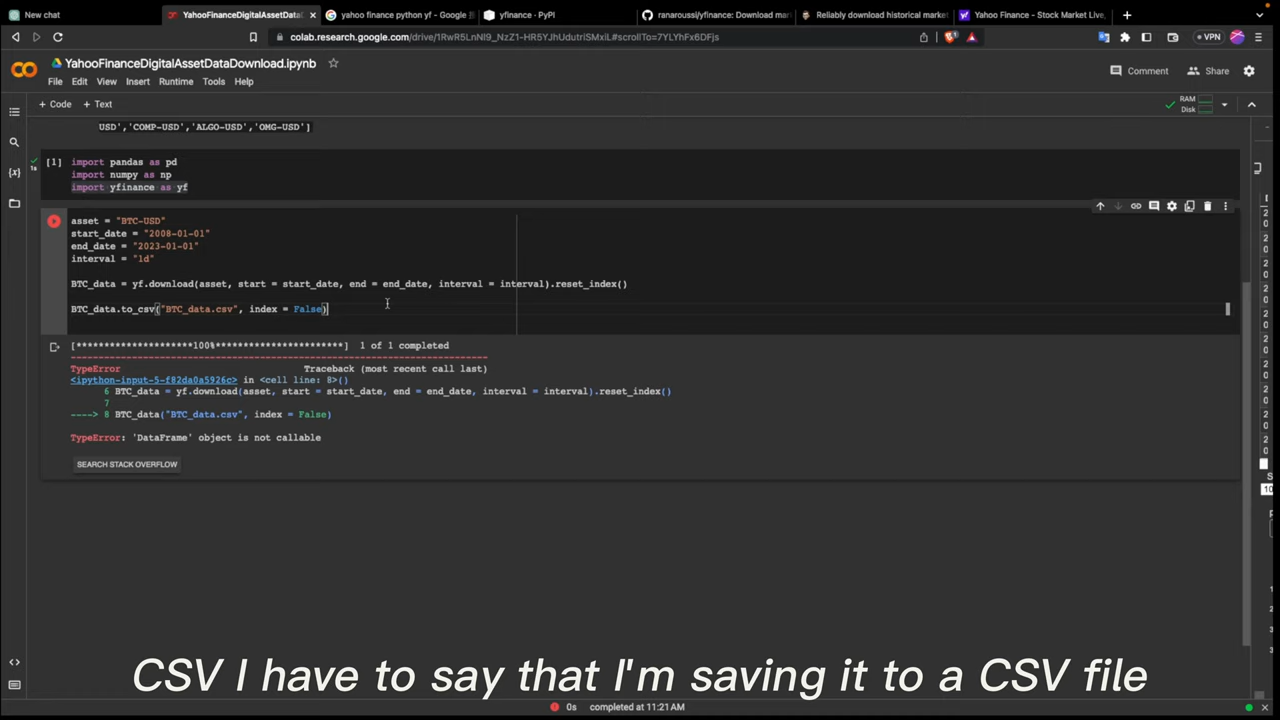 New chat
YahooFinanceDigitalAssetData
yahoo finance python yf - Google
yfinance · PyPI
ranaroussi/yfinance: Download mar
Reliably download historical market
Yahoo Finance - Stock Market Live,
colab.research.google.com/drive/1RwR5LnNl9_NzZ1-HR5YJhUdutriSMxiL#scrollTo=7YLYhFx6DFjs
VPN
YahooFinanceDigitalAssetDataDownload.ipynb
File Edit View Insert Runtime Tools Help
Comment
Share
+ Code + Text
RAM
Disk
USD','COMP-USD','ALGO-USD','OMG-USD']
[1] import pandas as pd
1s
import numpy as np
import yfinance as yf
asset = "BTC-USD"
start_date = "2008-01-01"
end_date = "2023-01-01"
interval = "1d"
BTC_data = yf.download(asset, start = start_date, end = end_date, interval = interval).reset_index()
BTC_data.to_csv("BTC_data.csv", index = False)
[*********************100%***********************] 1 of 1 completed
TypeError Traceback (most recent call last)
<ipython-input-5-f82da0a5926c> in <cell line: 8>()
6 BTC_data = yf.download(asset, start = start_date, end = end_date, interval = interval).reset_index()
7
----> 8 BTC_data("BTC_data.csv", index = False)
TypeError: 'DataFrame' object is not callable
SEARCH STACK OVERFLOW
CSV I have to say that I'm saving it to a CSV file
0s completed at 11:21AM